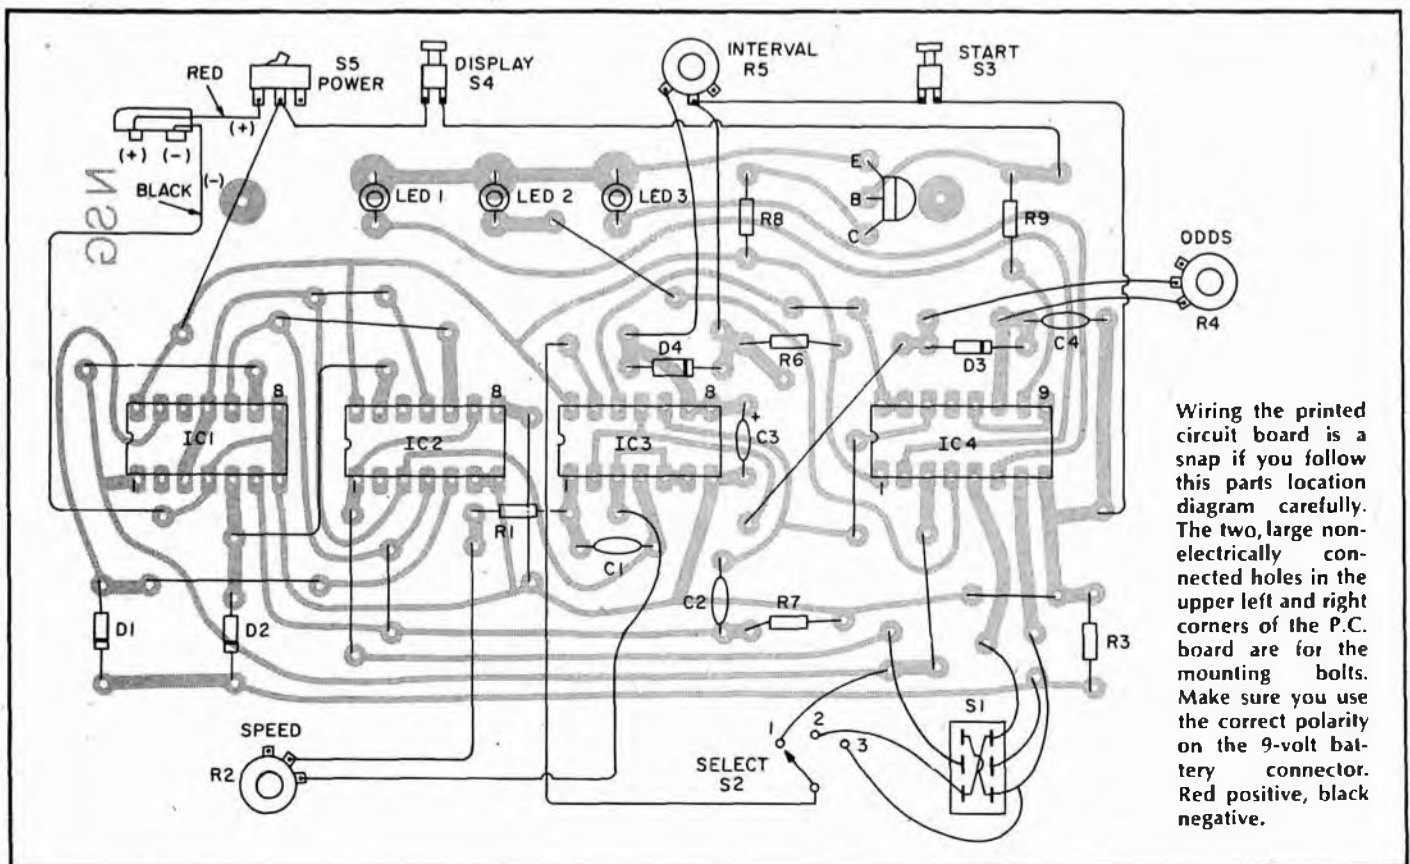 RED
S5
POWER
DISPLAY
S4
INTERVAL
R5
START
S3
(+)
(+) (-)
BLACK
(-)
NSG
LED 1
LED 2
LED 3
E
B
C
R8
R9
ODDS
R4
D4
R6
D3
C4
8
IC1
1
8
IC2
1
8
IC3
1
+
C3
9
IC4
1
R1
C1
C2
R7
D1
D2
R3
SPEED
R2
1
2
3
SELECT
S2
S1
Wiring the printed
circuit board is a
snap if you follow
this parts location
diagram carefully.
The two, large non-
electrically con-
nected holes in the
upper left and right
corners of the P.C.
board are for the
mounting bolts.
Make sure you use
the correct polarity
on the 9-volt bat-
tery connector.
Red positive, black
negative.